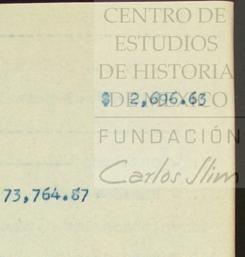 CENTRO DE
ESTUDIOS
DE HISTORIA
DE MÉXICO
$ 2,696.63
FUNDACIÓN
Carlos Slim
73,764.87